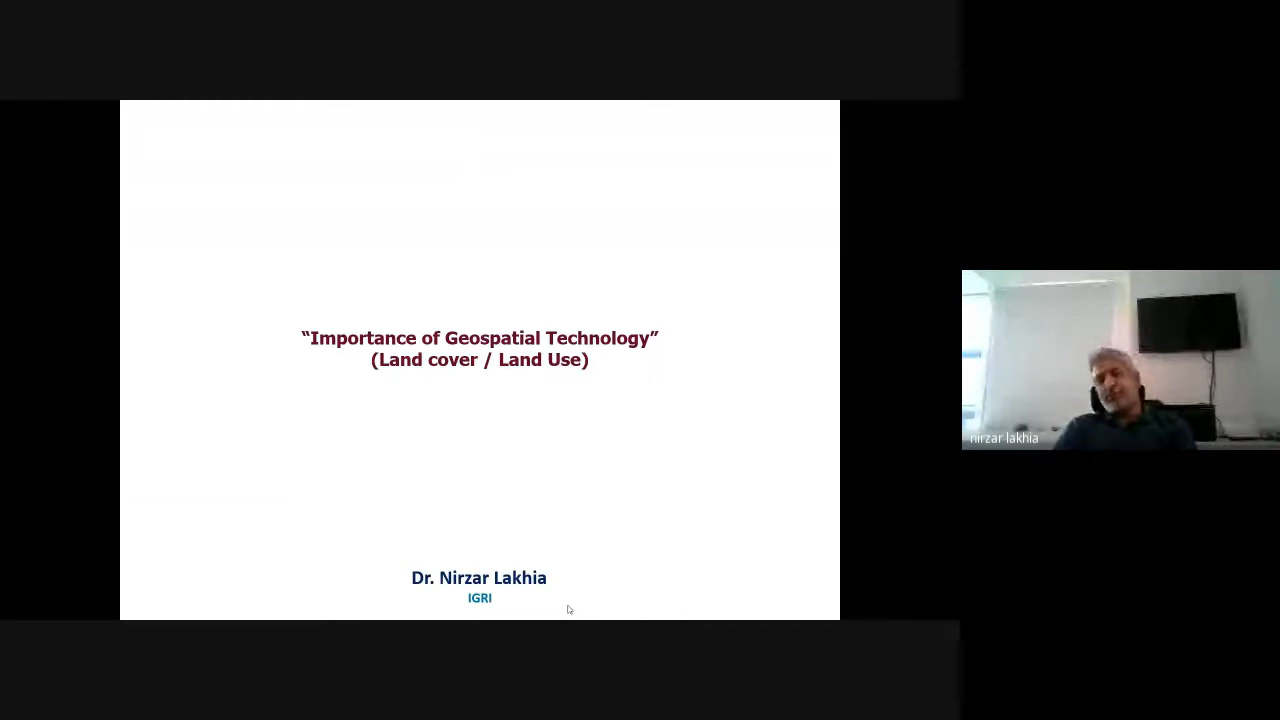 “Importance of Geospatial Technology”
(Land cover / Land Use)
Dr. Nirzar Lakhia
IGRI
nirzar lakhia